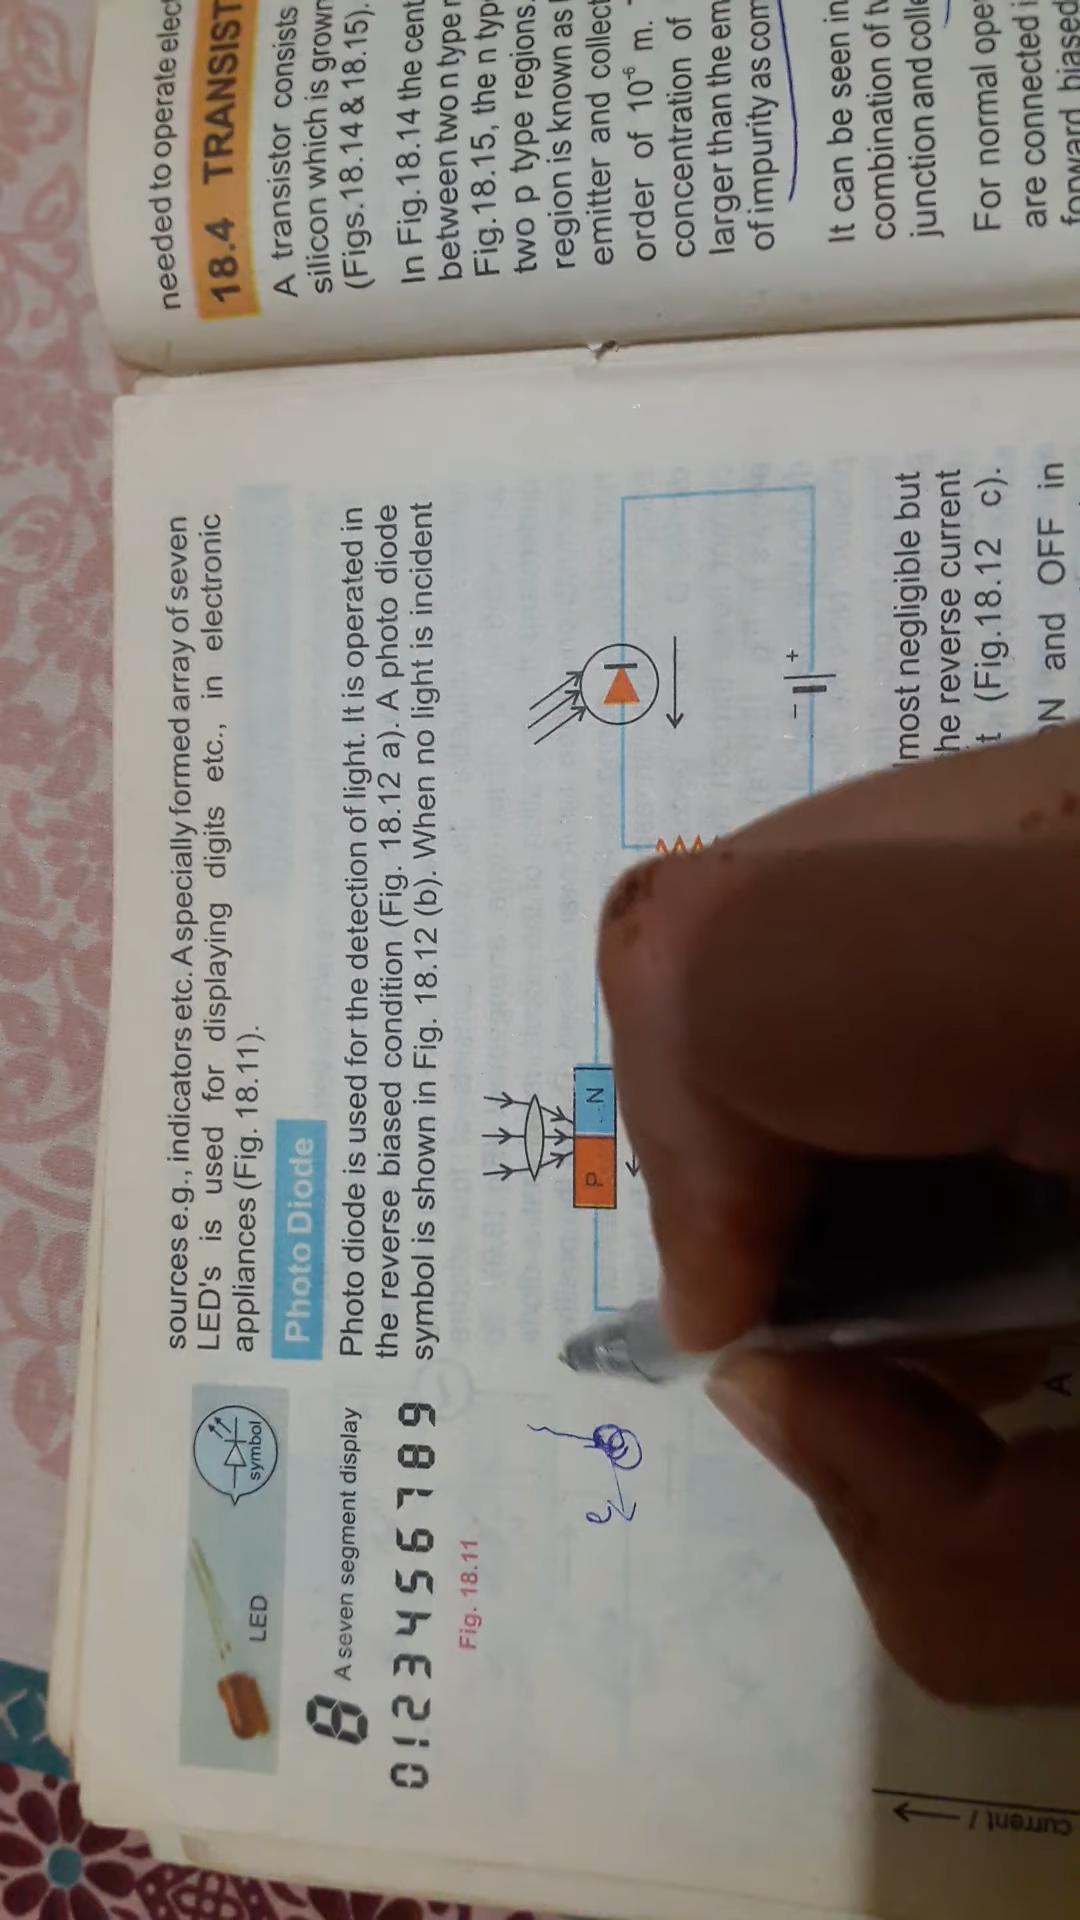 sources e.g., indicators etc. A specially formed array of seven
LED's is used for displaying digits etc., in electronic
appliances (Fig. 18.11).
Photo Diode
Photo diode is used for the detection of light. It is operated in
the reverse biased condition (Fig. 18.12 a). A photo diode
symbol is shown in Fig. 18.12 (b). When no light is incident
symbol
LED
8 A seven segment display
0123456789
Fig. 18.11
P N
- +
most negligible but
he reverse current
t (Fig.18.12 c).
N and OFF in
A
current /
e
needed to operate elec
18.4 TRANSIST
A transistor consists
silicon which is grown
(Figs.18.14 & 18.15).
In Fig.18.14 the cent
between two n type r
Fig.18.15, the n typ
two p type regions.
region is known as
emitter and collect
order of 10⁻⁶ m.
concentration of
larger than the em
of impurity as com
It can be seen in
combination of tw
junction and colle
For normal ope
are connected i
forward biased